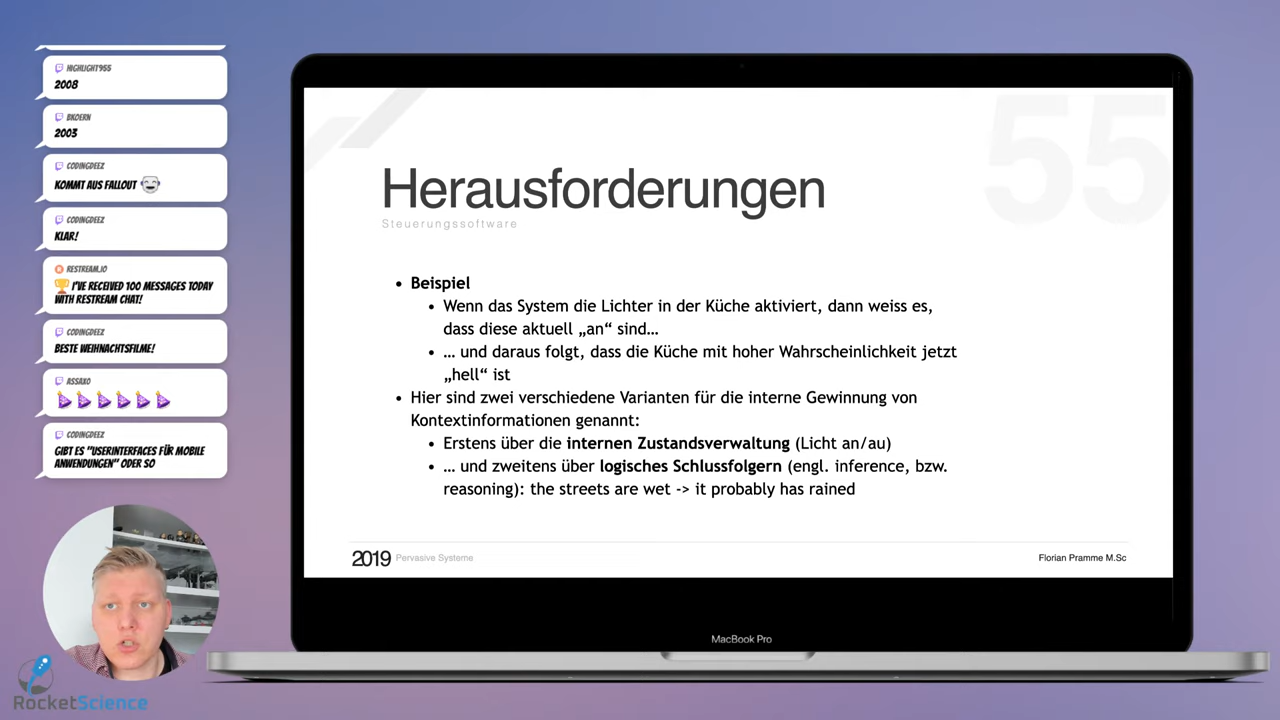 HIGHLIGHT955
2008
BKOERN
2003
CODINGDEEZ
KOMMT AUS FALLOUT
CODINGDEEZ
KLAR!
RESTREAM.IO
I'VE RECEIVED 100 MESSAGES TODAY
WITH RESTREAM CHAT!
CODINGDEEZ
BESTE WEIHNACHTSFILME!
ASSAXO
CODINGDEEZ
GIBT ES "USERINTERFACES FÜR MOBILE
ANWENDUNGEN" ODER SO
RocketScience
55
Herausforderungen
Steuerungssoftware
• Beispiel
• Wenn das System die Lichter in der Küche aktiviert, dann weiss es,
dass diese aktuell „an“ sind…
• … und daraus folgt, dass die Küche mit hoher Wahrscheinlichkeit jetzt
„hell“ ist
• Hier sind zwei verschiedene Varianten für die interne Gewinnung von
Kontextinformationen genannt:
• Erstens über die internen Zustandsverwaltung (Licht an/au)
• … und zweitens über logisches Schlussfolgern (engl. inference, bzw.
reasoning): the streets are wet -> it probably has rained
2019 Pervasive Systeme
Florian Pramme M.Sc
MacBook Pro